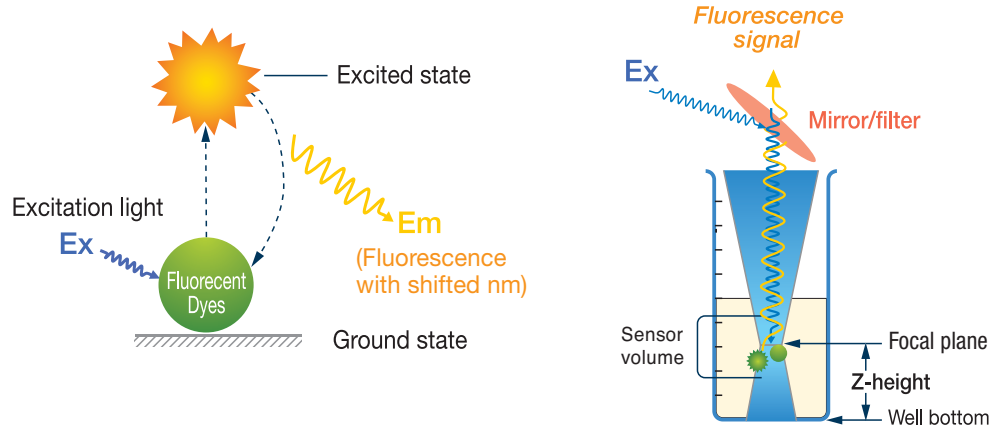 Excited state
Excitation light
Ex
Fluorecent
Dyes
Em
(Fluorescence
with shifted nm)
Ground state
Fluorescence
signal
Ex
Mirror/filter
Sensor
volume
Focal plane
Z-height
Well bottom